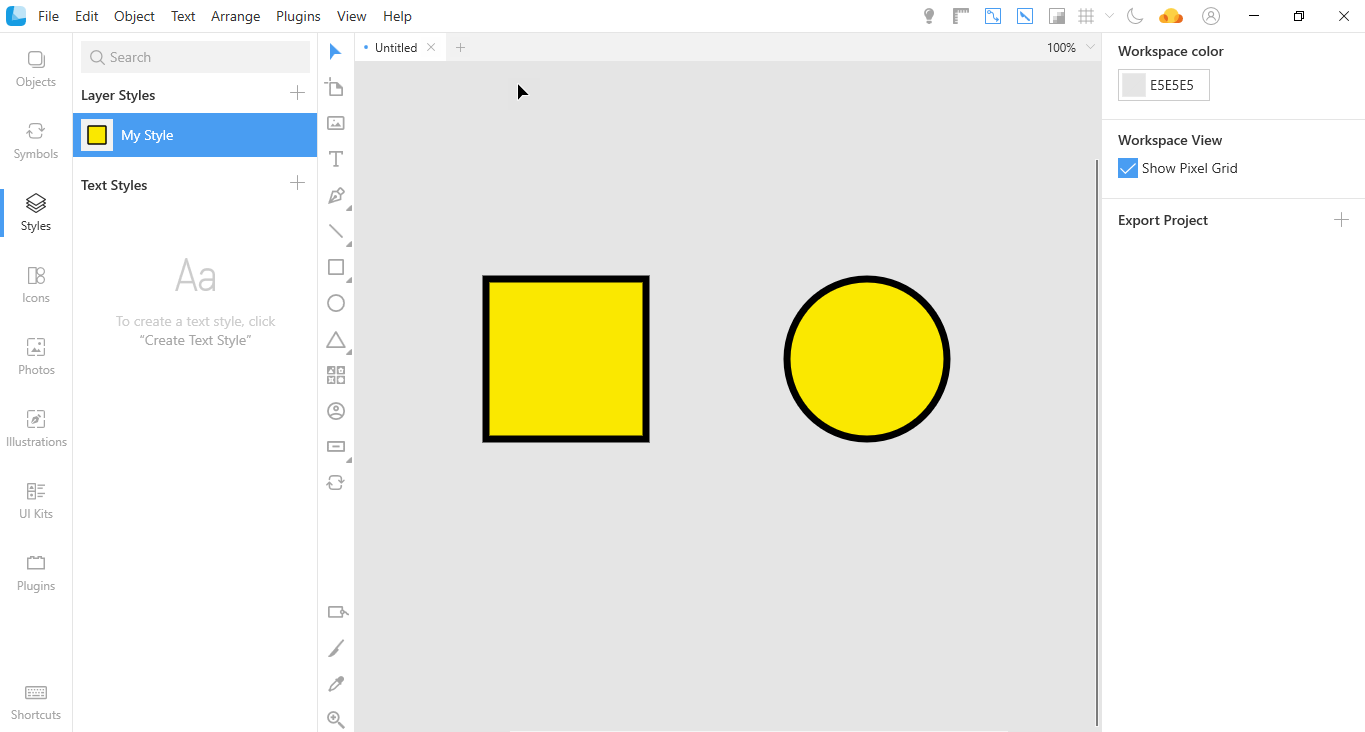 File Edit Object Text Arrange Plugins View Help
Untitled
100%
Objects
Symbols
Styles
Icons
Photos
Illustrations
UI Kits
Plugins
Shortcuts
Search
Layer Styles
My Style
Text Styles
Aa
To create a text style, click
“Create Text Style”
T
Workspace color
E5E5E5
Workspace View
Show Pixel Grid
Export Project